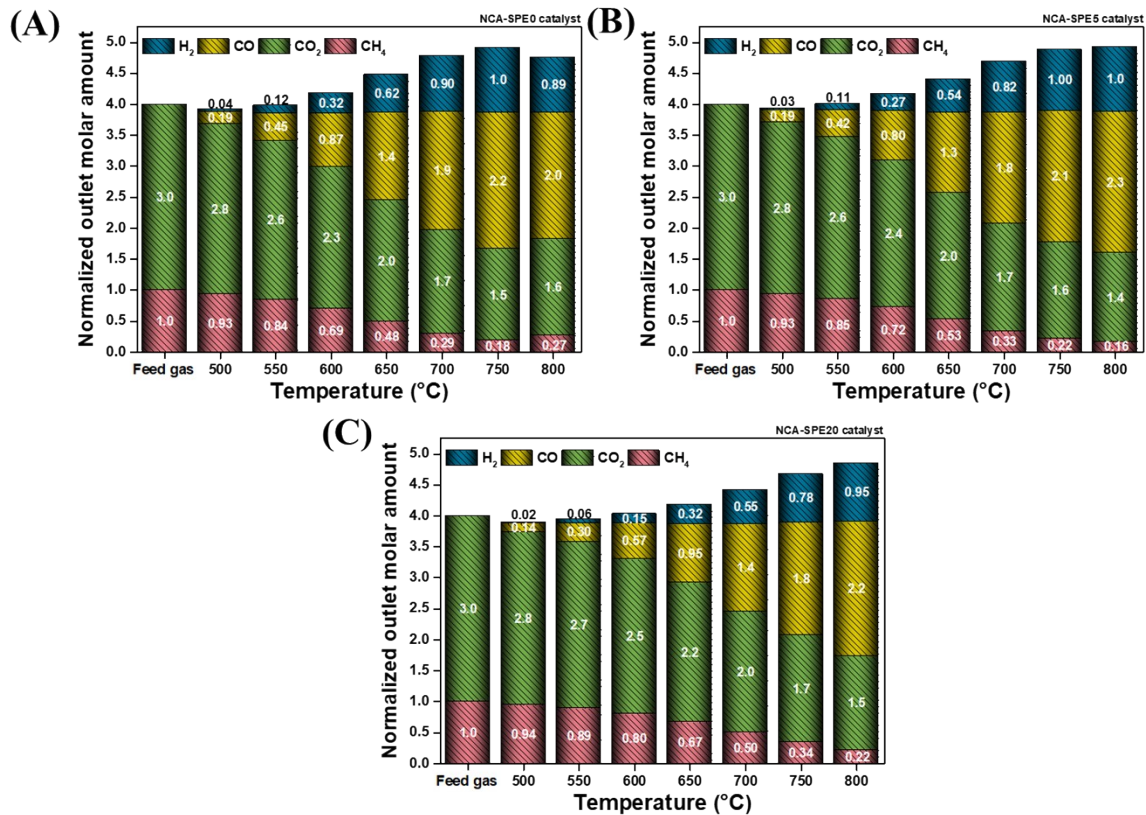 (A)
NCA-SPE0 catalyst
H2 CO CO2 CH4
Normalized outlet molar amount
5.0
4.5
4.0
3.5
3.0
2.5
2.0
1.5
1.0
0.5
0.0
0.04 0.12 0.32 0.62 0.90 1.0 0.89
0.19 0.45 0.87 1.4 1.9 2.2 2.0
3.0 2.8 2.6 2.3 2.0 1.7 1.5 1.6
1.0 0.93 0.84 0.69 0.48 0.29 0.18 0.27
Feed gas 500 550 600 650 700 750 800
Temperature (°C)
(B)
NCA-SPE5 catalyst
H2 CO CO2 CH4
Normalized outlet molar amount
5.0
4.5
4.0
3.5
3.0
2.5
2.0
1.5
1.0
0.5
0.0
0.03 0.11 0.27 0.54 0.82 1.00 1.0
0.19 0.42 0.80 1.3 1.8 2.1 2.3
3.0 2.8 2.6 2.4 2.0 1.7 1.6 1.4
1.0 0.93 0.85 0.72 0.53 0.33 0.22 0.16
Feed gas 500 550 600 650 700 750 800
Temperature (°C)
(C)
NCA-SPE20 catalyst
H2 CO CO2 CH4
Normalized outlet molar amount
5.0
4.5
4.0
3.5
3.0
2.5
2.0
1.5
1.0
0.5
0.0
0.02 0.06 0.15 0.32 0.55 0.78 0.95
0.14 0.30 0.57 0.95 1.4 1.8 2.2
3.0 2.8 2.7 2.5 2.2 2.0 1.7 1.5
1.0 0.94 0.89 0.80 0.67 0.50 0.34 0.22
Feed gas 500 550 600 650 700 750 800
Temperature (°C)